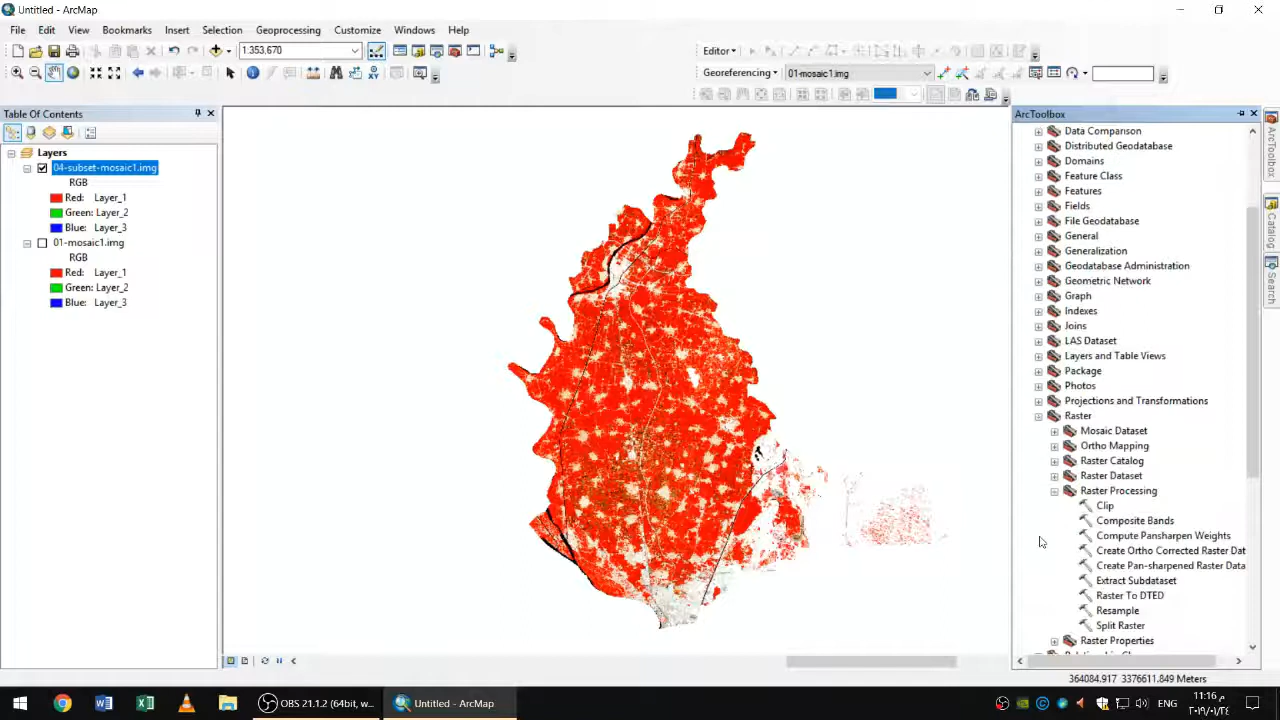 Untitled - ArcMap
File Edit View Bookmarks Insert Selection Geoprocessing Customize Windows Help
1:353,670
Editor
Georeferencing 01-mosaic1.img
Table Of Contents
Layers
04-subset-mosaic1.img
RGB
Red: Layer_1
Green: Layer_2
Blue: Layer_3
01-mosaic1.img
RGB
Red: Layer_1
Green: Layer_2
Blue: Layer_3
ArcToolbox
Data Comparison
Distributed Geodatabase
Domains
Feature Class
Features
Fields
File Geodatabase
General
Generalization
Geodatabase Administration
Geometric Network
Graph
Indexes
Joins
LAS Dataset
Layers and Table Views
Package
Photos
Projections and Transformations
Raster
Mosaic Dataset
Ortho Mapping
Raster Catalog
Raster Dataset
Raster Processing
Clip
Composite Bands
Compute Pansharpen Weights
Create Ortho Corrected Raster Dat
Create Pan-sharpened Raster Data
Extract Subdataset
Raster To DTED
Resample
Split Raster
Raster Properties
ArcToolbox
Catalog
Search
364084.917 3376611.849 Meters
OBS 21.1.2 (64bit, w...
Untitled - ArcMap
ENG